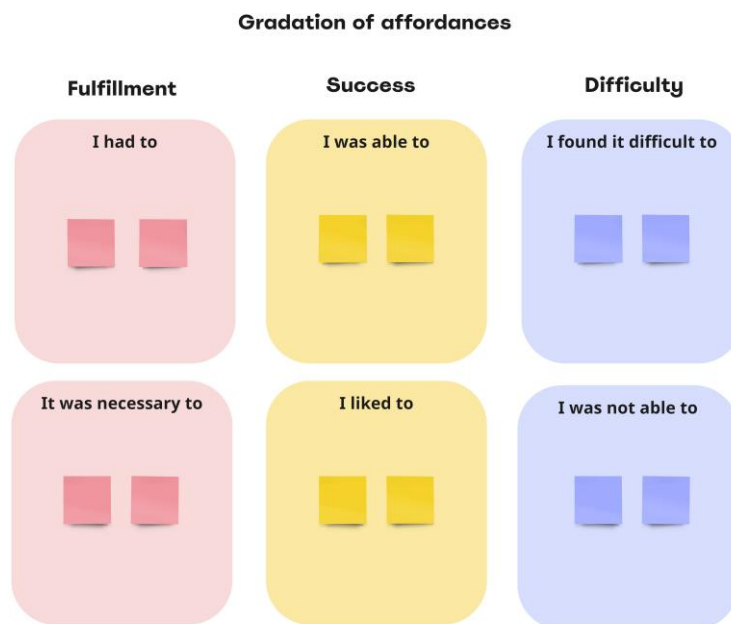 Gradation of affordances
Fulfillment
Success
Difficulty
I had to
I was able to
I found it difficult to
It was necessary to
I liked to
I was not able to